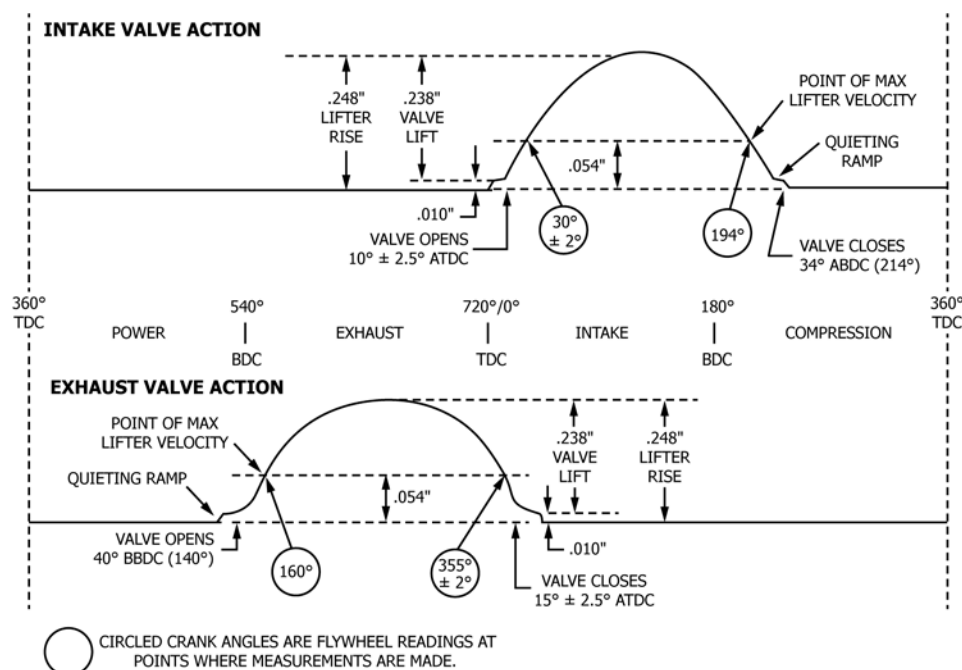 INTAKE VALVE ACTION
.248"
LIFTER
RISE
.238"
VALVE
LIFT
POINT OF MAX
LIFTER VELOCITY
QUIETING
RAMP
.054"
.010"
VALVE OPENS
10° ± 2.5° ATDC
30°
± 2°
194°
VALVE CLOSES
34° ABDC (214°)
360°
TDC
POWER
540°
BDC
EXHAUST
720°/0°
TDC
INTAKE
180°
BDC
COMPRESSION
360°
TDC
EXHAUST VALVE ACTION
POINT OF MAX
LIFTER VELOCITY
QUIETING RAMP
.238"
VALVE
LIFT
.248"
LIFTER
RISE
.054"
VALVE OPENS
40° BBDC (140°)
160°
355°
± 2°
.010"
VALVE CLOSES
15° ± 2.5° ATDC
CIRCLED CRANK ANGLES ARE FLYWHEEL READINGS AT
POINTS WHERE MEASUREMENTS ARE MADE.